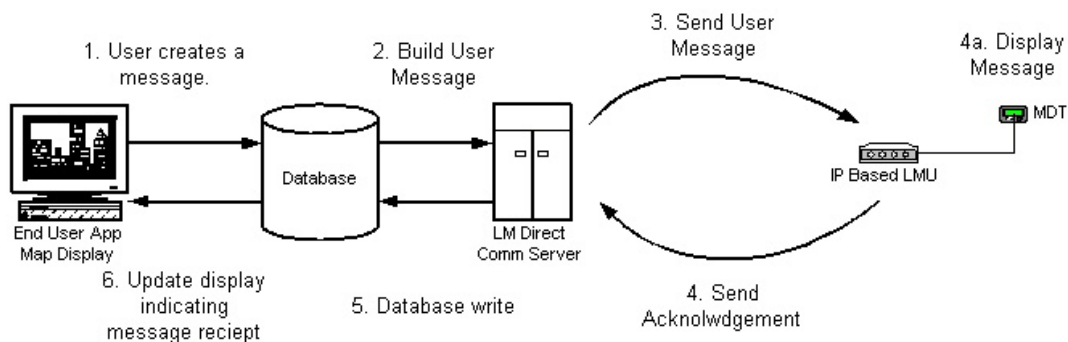 1. User creates a
message.
2. Build User
Message
3. Send User
Message
4a. Display
Message
MDT
Database
IP Based LMU
End User App
Map Display
LM Direct
Comm Server
6. Update display
indicating
message reciept
5. Database write
4. Send
Acknolwdgement